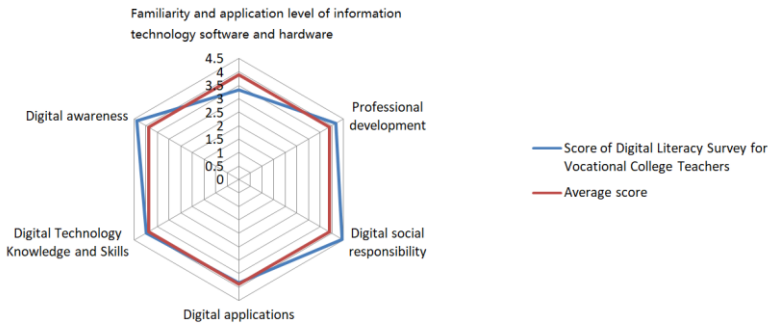 Familiarity and application level of information
technology software and hardware
4.5
4
3.5
3
2.5
2
1.5
1
0.5
0
Digital awareness
Professional
development
Digital Technology
Knowledge and Skills
Digital social
responsibility
Digital applications
Score of Digital Literacy Survey for
Vocational College Teachers
Average score